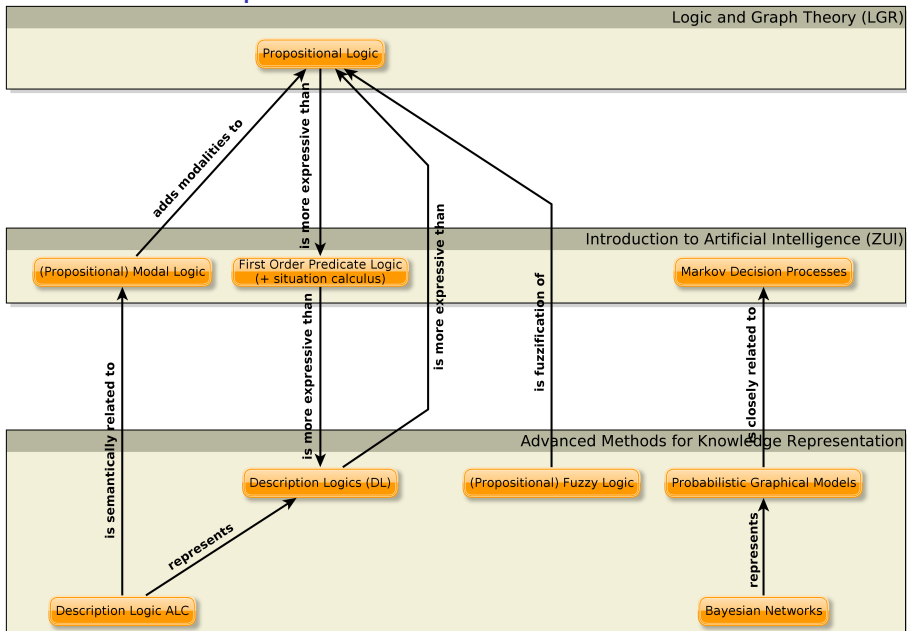 Logic and Graph Theory (LGR)
Propositional Logic
adds modalities to
is more expressive than
is more expressive than
is fuzzification of
Introduction to Artificial Intelligence (ZUI)
(Propositional) Modal Logic
First Order Predicate Logic
(+ situation calculus)
Markov Decision Processes
is semantically related to
is more expressive than
is closely related to
Advanced Methods for Knowledge Representation
Description Logics (DL)
(Propositional) Fuzzy Logic
Probabilistic Graphical Models
represents
represents
Description Logic ALC
Bayesian Networks